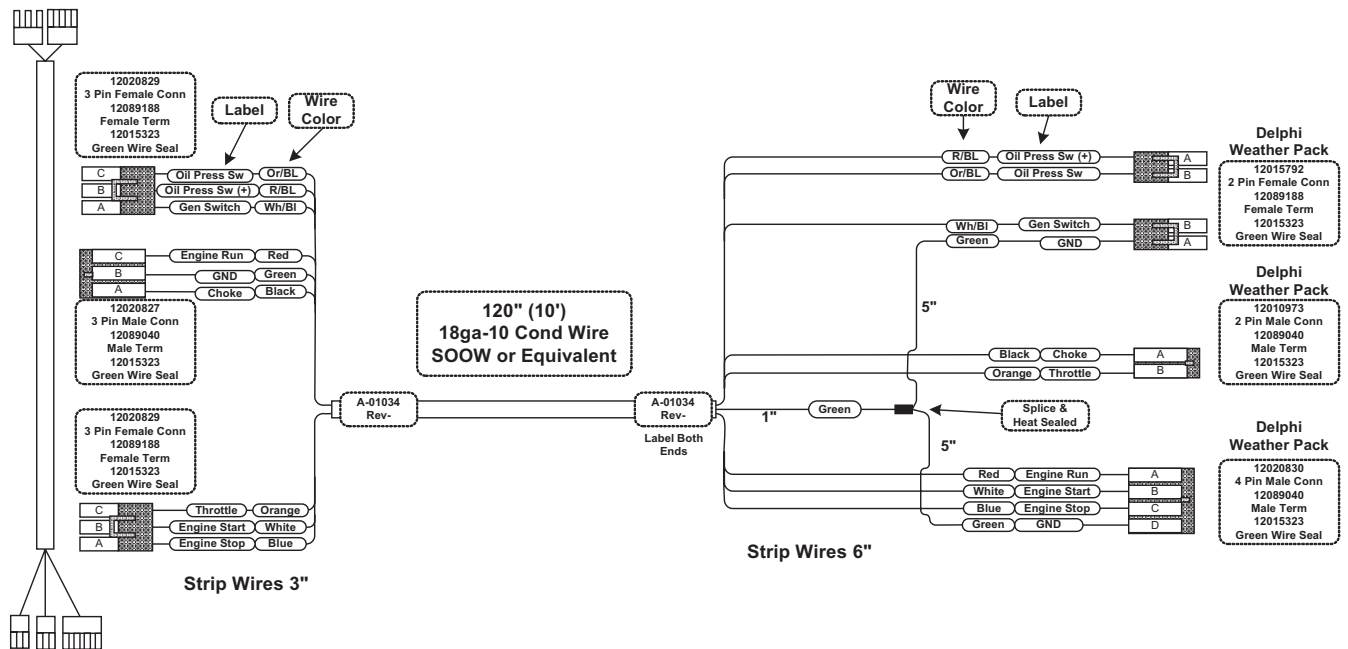 12020829
3 Pin Female Conn
12089188
Female Term
12015323
Green Wire Seal
Label
Wire
Color
C Oil Press Sw Or/BL
B Oil Press Sw (+) R/BL
A Gen Switch Wh/Bl
C Engine Run Red
B GND Green
A Choke Black
12020827
3 Pin Male Conn
12089040
Male Term
12015323
Green Wire Seal
12020829
3 Pin Female Conn
12089188
Female Term
12015323
Green Wire Seal
C Throttle Orange
B Engine Start White
A Engine Stop Blue
Strip Wires 3"
A-01034
Rev-
120" (10')
18ga-10 Cond Wire
SOOW or Equivalent
A-01034
Rev-
Label Both
Ends
Wire
Color
Label
R/BL Oil Press Sw (+) A
Or/BL Oil Press Sw B
Wh/Bl Gen Switch B
Green GND A
5"
Black Choke A
Orange Throttle B
1"
Green
Splice &
Heat Sealed
5"
Red Engine Run A
White Engine Start B
Blue Engine Stop C
Green GND D
Strip Wires 6"
Delphi
Weather Pack
12015792
2 Pin Female Conn
12089188
Female Term
12015323
Green Wire Seal
Delphi
Weather Pack
12010973
2 Pin Male Conn
12089040
Male Term
12015323
Green Wire Seal
Delphi
Weather Pack
12020830
4 Pin Male Conn
12089040
Male Term
12015323
Green Wire Seal